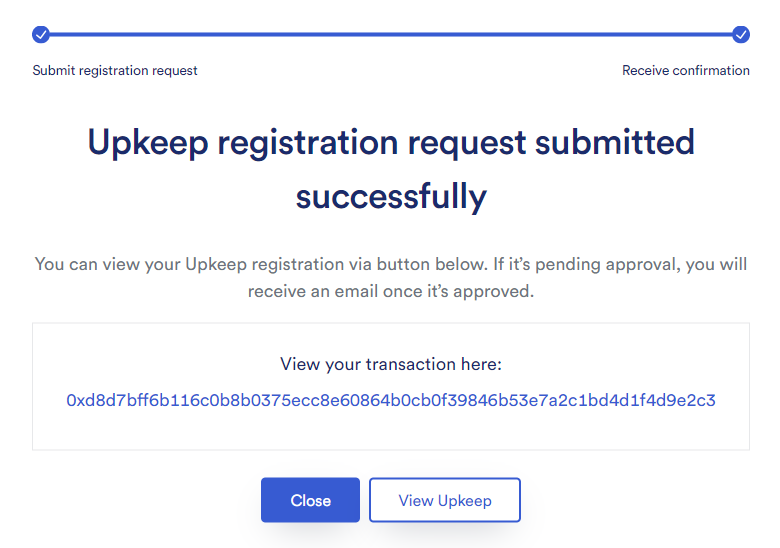 Submit registration request
Receive confirmation
Upkeep registration request submitted
successfully
You can view your Upkeep registration via button below. If it’s pending approval, you will
receive an email once it’s approved.
View your transaction here:
0xd8d7bff6b116c0b8b0375ecc8e60864b0cb0f39846b53e7a2c1bd4d1f4d9e2c3
Close
View Upkeep